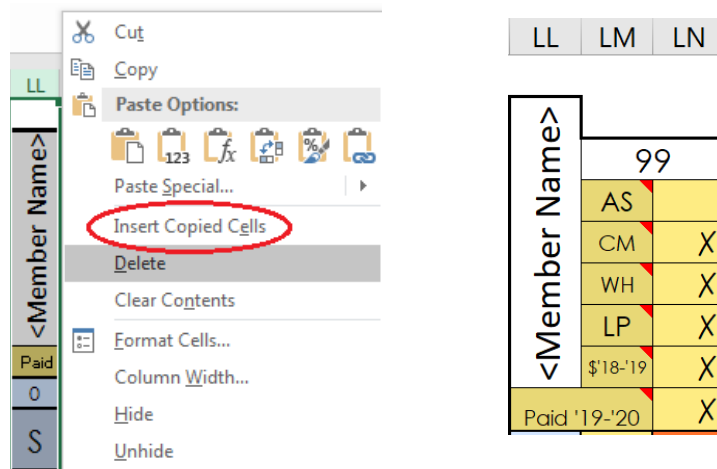 LL
<Member Name>
Paid
0
S
Cut
Copy
Paste Options:
123
fx
%
Paste Special...
Insert Copied Cells
Delete
Clear Contents
Format Cells...
Column Width...
Hide
Unhide
LL LM LN
<Member Name>
99
AS
CM X
WH X
LP X
$'18-'19 X
Paid '19-'20 X